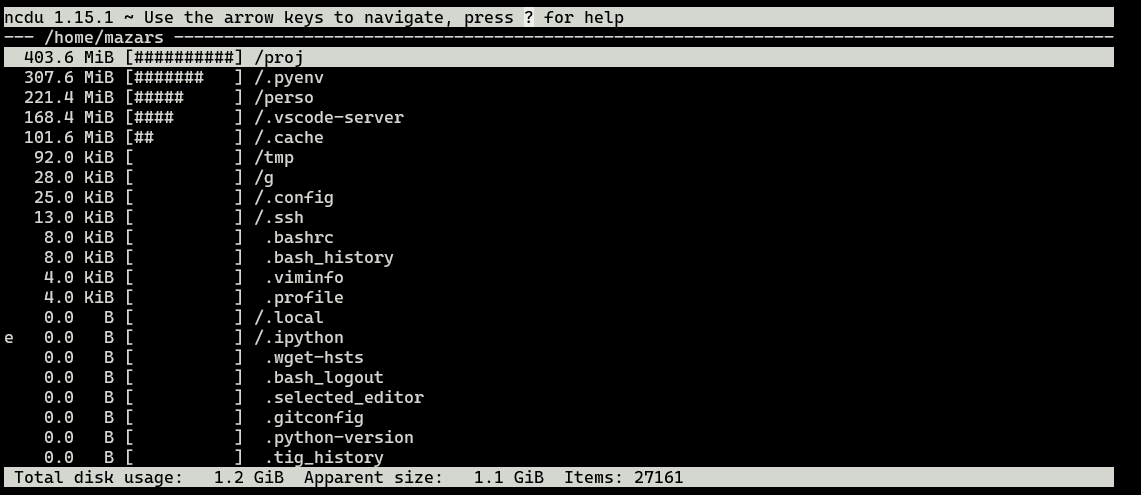 ncdu 1.15.1 ~ Use the arrow keys to navigate, press ? for help
--- /home/mazars ----------------------------------------------------------------------------------------------
  403.6 MiB [##########] /proj
  307.6 MiB [#######   ] /.pyenv
  221.4 MiB [#####     ] /perso
  168.4 MiB [####      ] /.vscode-server
  101.6 MiB [##        ] /.cache
   92.0 KiB [          ] /tmp
   28.0 KiB [          ] /g
   25.0 KiB [          ] /.config
   13.0 KiB [          ] /.ssh
    8.0 KiB [          ]  .bashrc
    8.0 KiB [          ]  .bash_history
    4.0 KiB [          ]  .viminfo
    4.0 KiB [          ]  .profile
    0.0   B [          ] /.local
e   0.0   B [          ] /.ipython
    0.0   B [          ]  .wget-hsts
    0.0   B [          ]  .bash_logout
    0.0   B [          ]  .selected_editor
    0.0   B [          ]  .gitconfig
    0.0   B [          ]  .python-version
    0.0   B [          ]  .tig_history
 Total disk usage:   1.2 GiB  Apparent size:   1.1 GiB  Items: 27161